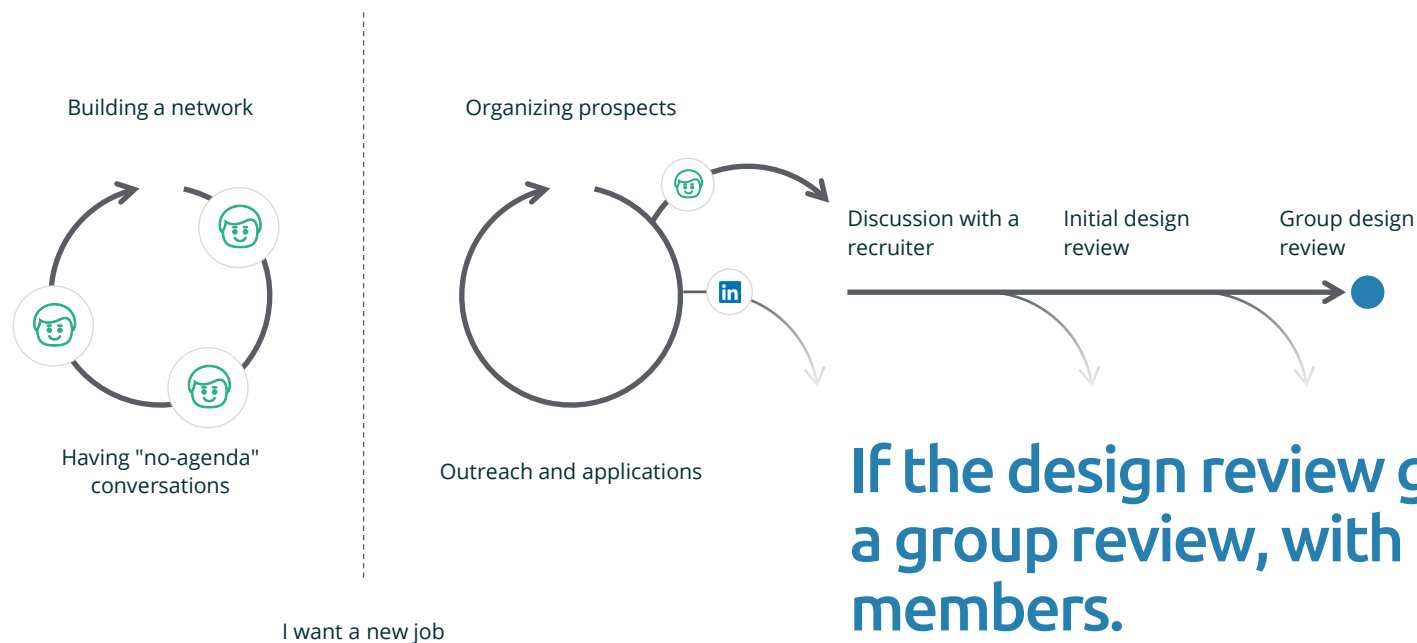 Building a network
Organizing prospects
Discussion with a
recruiter
Initial design
review
Group design
review
in
Having "no-agenda"
conversations
Outreach and applications
If the design review
a group review, with
members.
I want a new job